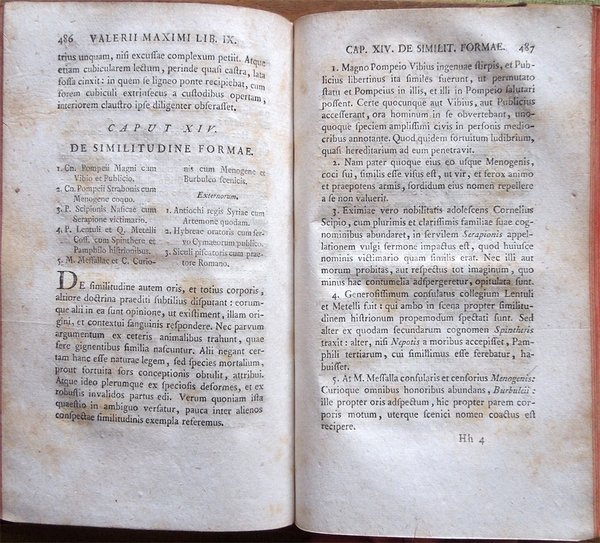 486 VALERII MAXIMI LIB. IX.
trius unquam, nisi excussae complexum petiit. Atque
etiam cubicularem lectum, perinde quasi castra, lata
fossa cinxit: in quem se ligneo ponte recipiebat, cum
forem cubiculi extrinsecus a custodibus opertam,
interiorem claustro ipse diligenter obserasset.
CAPUT XIV.
DE SIMILITUDINE FORMAE.
1. Cn. Pompeii Magni cum
Vibio et Publicio.
2. Cn. Pompeii Strabonis cum
Menogene coquo.
3. P. Scipionis Nasicae cum
Serapione victimario.
4. P. Lentuli et Q. Metelli
Coss. cum Spinthere et
Pamphilo histrionibus.
5. M. Messallae et C. Curio-
nis cum Menogene et
Burbuleo scenicis.
Externorum.
1. Antiochi regis Syriae cum
Artemone quodam.
2. Hybreae oratoris cum ser-
vo Cymaeorum publico.
3. Siculi piscatoris cum prae-
tore Romano.
DE similitudine autem oris, et totius corporis,
altiore doctrina praediti subtilius disputant: eorum-
que alii in ea sunt opinione, ut existiment, illam ori-
gini, et contextui sanguinis respondere. Nec parvum
argumentum ex ceteris animalibus trahunt, quae
fere gignentibus similia nascuntur. Alii negant cer-
tam hanc esse naturae legem, sed species mortalium,
prout fortuita sors conceptionis obtulit, attribui.
Atque ideo plerumque ex speciosis deformes, et ex
robustis invalidos partus edi. Verum quoniam ista
quaestio in ambiguo versatur, pauca inter alienos
conspectae similitudinis exempla referemus.
CAP. XIV. DE SIMILIT. FORMAE. 487
1. Magno Pompeio Vibius ingenuae stirpis, et Pu-
blicius libertinus ita similes fuerunt, ut permutato
statu et Pompeius in illis, et illi in Pompeio salutari
possent. Certe quocunque aut Vibius, aut Publicius
accesserant, ora hominum in se obvertebant, uno-
quoque speciem amplissimi civis in personis medio-
cribus annotante. Quod quidem fortuitum ludibrium,
quasi hereditarium ad eum penetravit.
2. Nam pater quoque eius eo usque Menogenis,
coci sui, similis esse visus est, ut vir, et ferox animo
et praepotens armis, sordidum eius nomen repellere
a se non valuerit.
3. Eximiae vero nobilitatis adolescens Cornelius
Scipio, cum plurimis et clarissimis familiae suae cog-
nominibus abundaret, in servilem Serapionis appel-
lationem vulgi sermone impactus est, quod huiusce
nominis victimario quam similis erat. Nec illi aut
morum probitas, aut respectus tot imaginum, quo
minus hac contumelia adspergeretur, opitulata sunt.
4. Generosissimum consulatus collegium Lentuli
et Metelli fuit: qui ambo in scena propter similitu-
dinem histrionum propemodum spectati sunt. Sed
alter ex quodam secundarum cognomen Spintheris
traxit: alter, nisi Nepotis a moribus accepisset, Pam-
phili tertiarum, cui simillimus esse ferebatur, ha-
buisset.
5. At M. Messalla consularis et censorius Menogenis:
Curioque omnibus honoribus abundans, Burbuleii:
ille propter oris adspectum, hic propter parem cor-
poris motum, uterque scenici nomen coactus est
recipere.
Hh 4